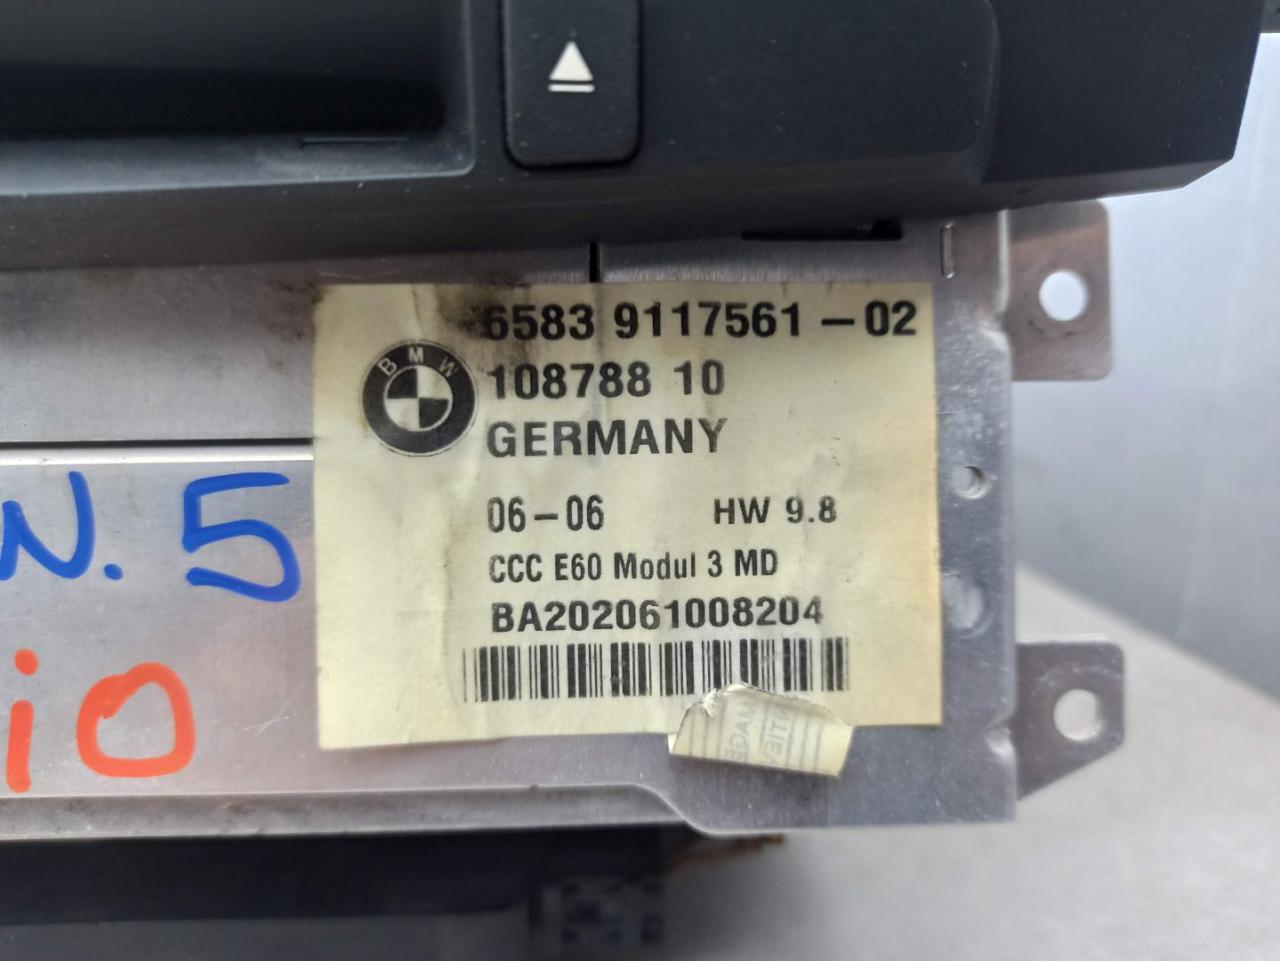 6583 9117561-02
BMW
108788 10
GERMANY
06-06 HW 9.8
N. 5
CCC E60 Modul 3 MD
BA202061008204
io